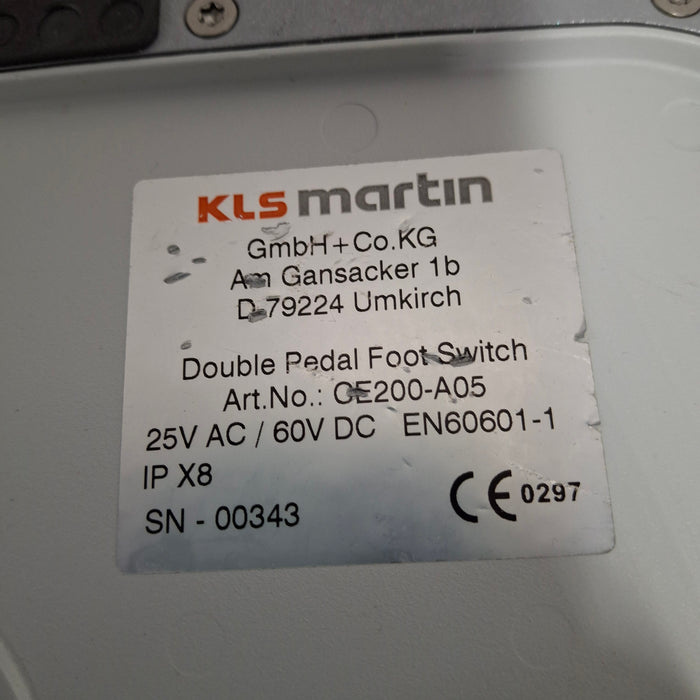 KLS martin
GmbH + Co.KG
Am Gansacker 1b
D-79224 Umkirch
Double Pedal Foot Switch
Art.No.: CE200-A05
25V AC / 60V DC EN60601-1
IP X8
CE 0297
SN - 00343